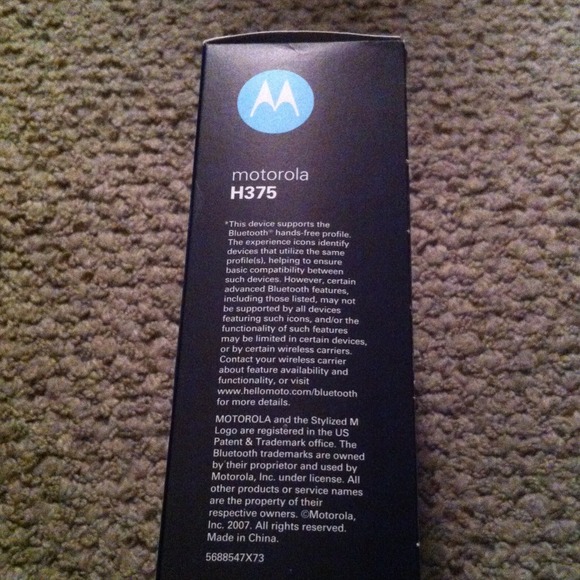 motorola
H375
*This device supports the
Bluetooth® hands-free profile.
The experience icons identify
devices that utilize the same
profile(s), helping to ensure
basic compatibility between
such devices. However, certain
advanced Bluetooth features,
including those listed, may not
be supported by all devices
featuring such icons, and/or the
functionality of such features
may be limited in certain devices,
or by certain wireless carriers.
Contact your wireless carrier
about feature availability and
functionality, or visit
www.hellomoto.com/bluetooth
for more details.
MOTOROLA and the Stylized M
Logo are registered in the US
Patent & Trademark office. The
Bluetooth trademarks are owned
by their proprietor and used by
Motorola, Inc. under license. All
other products or service names
are the property of their
respective owners. ©Motorola,
Inc. 2007. All rights reserved.
Made in China.
5688547X73